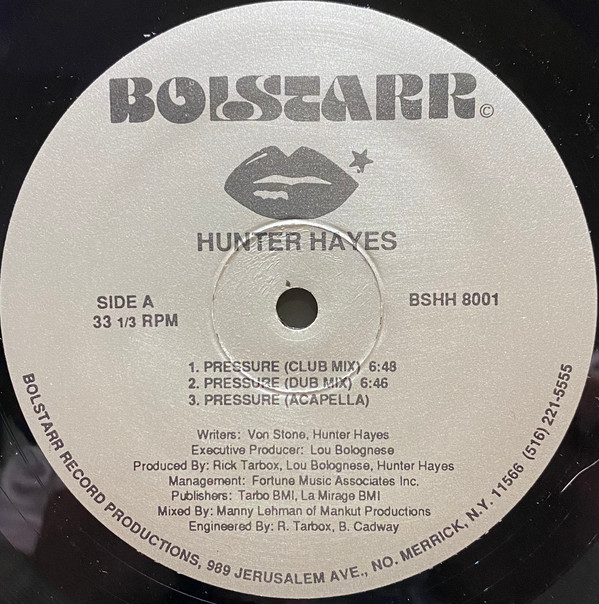 BOLSTARR©
HUNTER HAYES
SIDE A
33 1/3 RPM
BSHH 8001
1. PRESSURE (CLUB MIX) 6:48
2. PRESSURE (DUB MIX) 6:46
3. PRESSURE (ACAPELLA)
Writers: Von Stone, Hunter Hayes
Executive Producer: Lou Bolognese
Produced By: Rick Tarbox, Lou Bolognese, Hunter Hayes
Management: Fortune Music Associates Inc.
Publishers: Tarbo BMI, La Mirage BMI
Mixed By: Manny Lehman of Mankut Productions
Engineered By: R. Tarbox, B. Cadway
BOLSTARR RECORD PRODUCTIONS, 989 JERUSALEM AVE., NO. MERRICK, N.Y. 11566 (516) 221-5555